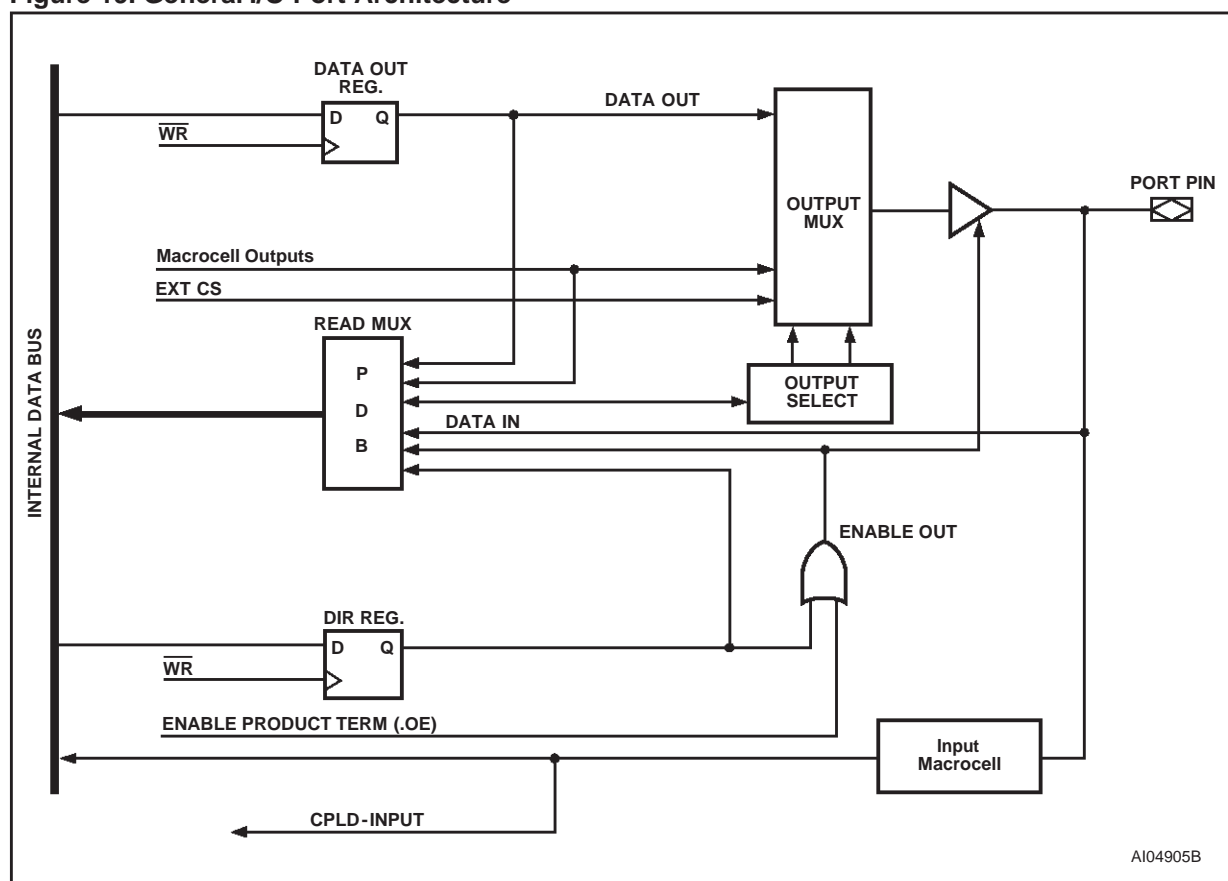 Figure General I/O Port Architecture
DATA OUT
REG.
D Q
WR
DATA OUT
OUTPUT
MUX
PORT PIN
Macrocell Outputs
EXT CS
READ MUX
P
D
B
OUTPUT
SELECT
DATA IN
INTERNAL DATA BUS
ENABLE OUT
DIR REG.
D Q
WR
ENABLE PRODUCT TERM (.OE)
Input
Macrocell
CPLD-INPUT
AI04905B